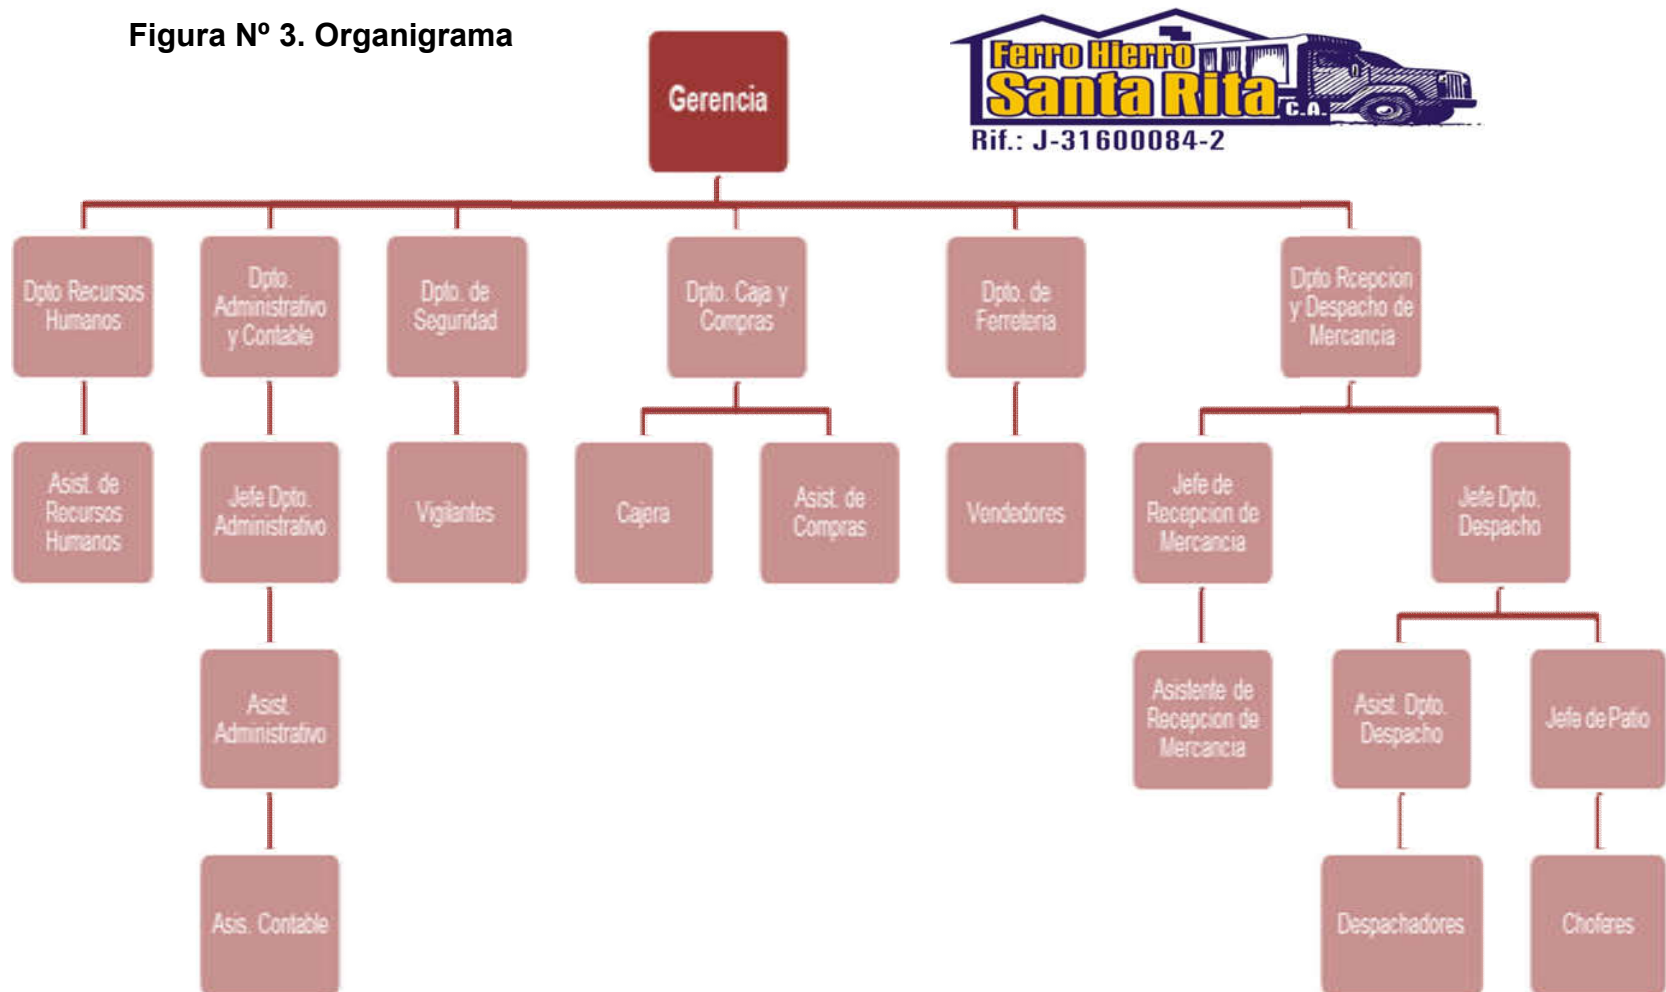 Figura Nº 3. Organigrama
Ferro Hierro
Santa Rita C.A.
Rif.: J-31600084-2
Gerencia
Dpto Recursos
Humanos
Dpto.
Administrativo
y Contable
Dpto. de
Seguridad
Dpto. Caja y
Compras
Dpto. de
Ferreteria
Dpto Rcepcion
y Despacho de
Mercancia
Asist. de
Recursos
Humanos
Jefe Dpto.
Administrativo
Vigilantes
Cajera
Asist. de
Compras
Vendedores
Jefe de
Recepcion de
Mercancia
Jefe Dpto.
Despacho
Asist.
Administrativo
Asistente de
Recepcion de
Mercancia
Asist. Dpto.
Despacho
Jefe de Patio
Asis. Contable
Despachadores
Choferes